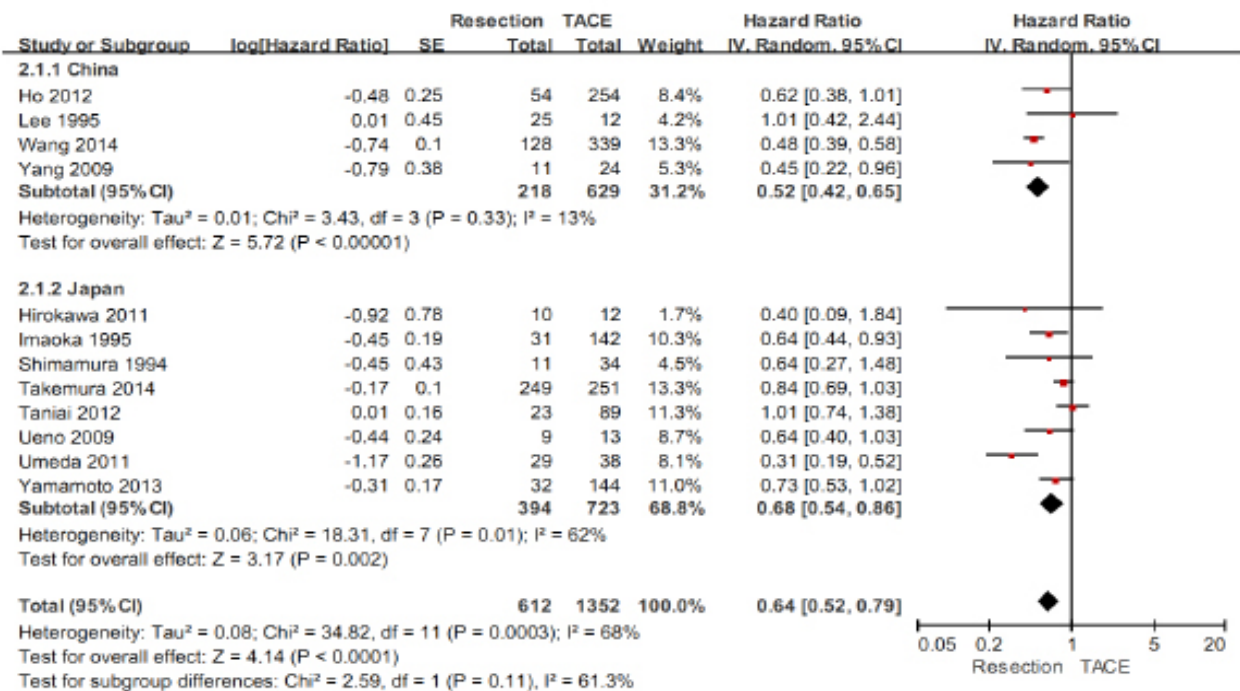 Resection TACE Hazard Ratio Hazard Ratio
Study or Subgroup log[Hazard Ratio] SE Total Total Weight IV, Random, 95% CI IV, Random, 95% CI
2.1.1 China
Ho 2012 -0.48 0.25 54 254 8.4% 0.62 [0.38, 1.01]
Lee 1995 0.01 0.45 25 12 4.2% 1.01 [0.42, 2.44]
Wang 2014 -0.74 0.1 128 339 13.3% 0.48 [0.39, 0.58]
Yang 2009 -0.79 0.38 11 24 5.3% 0.45 [0.22, 0.96]
Subtotal (95% CI) 218 629 31.2% 0.52 [0.42, 0.65]
Heterogeneity: Tau² = 0.01; Chi² = 3.43, df = 3 (P = 0.33); I² = 13%
Test for overall effect: Z = 5.72 (P < 0.00001)
2.1.2 Japan
Hirokawa 2011 -0.92 0.78 10 12 1.7% 0.40 [0.09, 1.84]
Imaoka 1995 -0.45 0.19 31 142 10.3% 0.64 [0.44, 0.93]
Shimamura 1994 -0.45 0.43 11 34 4.5% 0.64 [0.27, 1.48]
Takemura 2014 -0.17 0.1 249 251 13.3% 0.84 [0.69, 1.03]
Taniai 2012 0.01 0.16 23 89 11.3% 1.01 [0.74, 1.38]
Ueno 2009 -0.44 0.24 9 13 8.7% 0.64 [0.40, 1.03]
Umeda 2011 -1.17 0.26 29 38 8.1% 0.31 [0.19, 0.52]
Yamamoto 2013 -0.31 0.17 32 144 11.0% 0.73 [0.53, 1.02]
Subtotal (95% CI) 394 723 68.8% 0.68 [0.54, 0.86]
Heterogeneity: Tau² = 0.06; Chi² = 18.31, df = 7 (P = 0.01); I² = 62%
Test for overall effect: Z = 3.17 (P = 0.002)
Total (95% CI) 612 1352 100.0% 0.64 [0.52, 0.79]
Heterogeneity: Tau² = 0.08; Chi² = 34.82, df = 11 (P = 0.0003); I² = 68%
Test for overall effect: Z = 4.14 (P < 0.0001)
Test for subgroup differences: Chi² = 2.59, df = 1 (P = 0.11), I² = 61.3%
0.05 0.2 1 5 20
Resection TACE